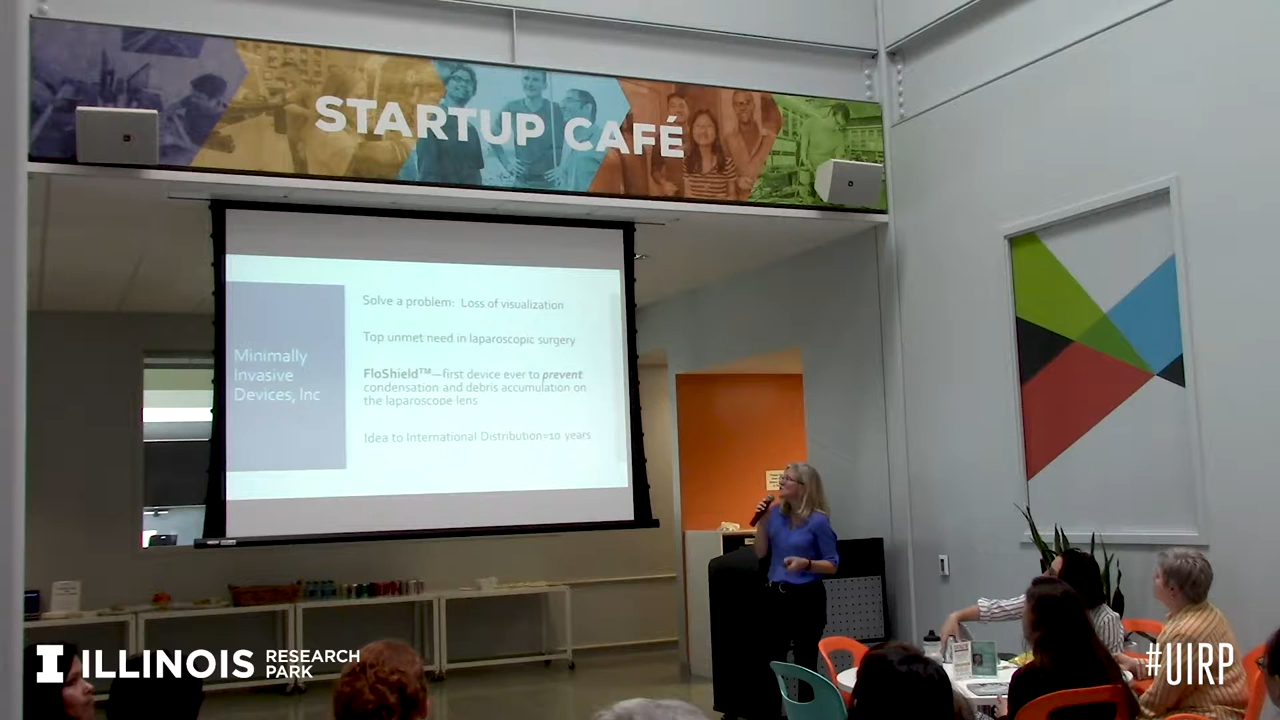 STARTUP CAFÉ
Solve a problem: Loss of visualization
Top unmet need in laparoscopic surgery
Minimally
Invasive
Devices, Inc
FloShield™—first device ever to prevent
condensation and debris accumulation on
the laparoscope lens
Idea to International Distribution=10 years
I ILLINOIS RESEARCH
PARK
#UIRP